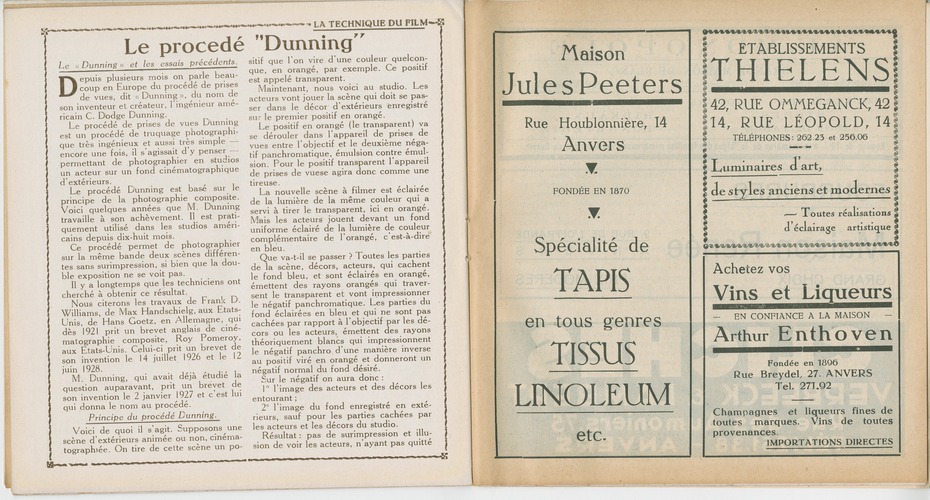 LA TECHNIQUE DU FILM
Le procedé "Dunning"
Le « Dunning » et les essais précédents.
Depuis plusieurs mois on parle beau-
coup en Europe du procédé de prises
de vues, dit « Dunning », du nom de
son inventeur et créateur, l'ingénieur amé-
ricain C. Dodge Dunning.
Le procédé de prises de vues Dunning
est un procédé de truquage photographi-
que très ingénieux et aussi très simple —
encore une fois, il s'agissait d'y penser —
permettant de photographier en studios
un acteur sur un fond cinématographique
d'extérieurs.
Le procédé Dunning est basé sur le
principe de la photographie composite.
Voici quelques années que M. Dunning
travaille à son achèvement. Il est prati-
quement utilisé dans les studios améri-
cains depuis dix-huit mois.
Ce procédé permet de photographier
sur la même bande deux scènes différen-
tes sans surimpression, si bien que la dou-
ble exposition ne se voit pas.
Il y a longtemps que les techniciens ont
cherché à obtenir ce résultat.
Nous citerons les travaux de Frank D.
Williams, de Max Handschielg, aux Etats-
Unis, de Hans Goetz, en Allemagne, qui
dès 1921 prit un brevet anglais de ciné-
matographie composite, Roy Pomeroy,
aux Etats-Unis. Celui-ci prit un brevet de
son invention le 14 juillet 1926 et le 12
juin 1928.
M. Dunning, qui avait déjà étudié la
question auparavant, prit un brevet de
son invention le 2 janvier 1927 et c'est lui
qui donna le nom au procédé.
Principe du procédé Dunning.
Voici de quoi il s'agit. Supposons une
scène d'extérieurs animée ou non, cinéma-
tographiée. On tire de cette scène un po-
sitif que l'on vire d'une couleur quelcon-
que, en orangé, par exemple. Ce positif
est appelé transparent.
Maintenant, nous voici au studio. Les
acteurs vont jouer la scène qui doit se pas-
ser dans le décor d'extérieurs enregistré
sur le premier positif en orangé.
Le positif en orangé (le transparent) va
se dérouler dans l'appareil de prises de
vues entre l'objectif et le deuxième néga-
tif panchromatique, émulsion contre émul-
sion. Pour le positif transparent l'appareil
de prises de vuese agira donc comme une
tireuse.
La nouvelle scène à filmer est éclairée
de la lumière de la même couleur qui a
servi à tirer le transparent, ici en orangé.
Mais les acteurs jouent devant un fond
uniforme éclairé de la lumière de couleur
complémentaire de l'orangé, c'est-à-dire
en bleu.
Que va-t-il se passer ? Toutes les parties
de la scène, décors, acteurs, qui cachent
le fond bleu, et sont éclairés en orangé,
émettent des rayons orangés qui traver-
sent le transparent et vont impressionner
le négatif panchromatique. Les parties du
fond éclairées en bleu et qui ne sont pas
cachées par rapport à l'objectif par les dé-
cors ou les acteurs, émettent des rayons
théoriquement blancs qui impressionnent
le négatif panchro d'une manière inverse
au positif viré en orangé et donneront un
négatif normal du fond désiré.
Sur le négatif on aura donc :
1° l'image des acteurs et des décors les
entourant ;
2° l'image du fond enregistré en exté-
rieurs, sauf pour les parties cachées par
les acteurs et les décors du studio.
Résultat : pas de surimpression et illu-
sion de voir les acteurs, n'ayant pas quitté
Maison
Jules Peeters
Rue Houblonnière, 14
Anvers
FONDÉE EN 1870
Spécialité de
TAPIS
en tous genres
TISSUS
LINOLEUM
etc.
ETABLISSEMENTS
THIELENS
42, RUE OMMEGANCK, 42
14, RUE LÉOPOLD, 14
TÉLÉPHONES: 262 23 et 256.06
Luminaires d'art,
de styles anciens et modernes
— Toutes réalisations
d'éclairage artistique
Achetez vos
Vins et Liqueurs
— EN CONFIANCE A LA MAISON —
Arthur Enthoven
Fondée en 1896
Rue Breydel, 27. ANVERS
Tel. 271.92
Champagnes et liqueurs fines de
toutes marques. Vins de toutes
provenances.
IMPORTATIONS DIRECTES